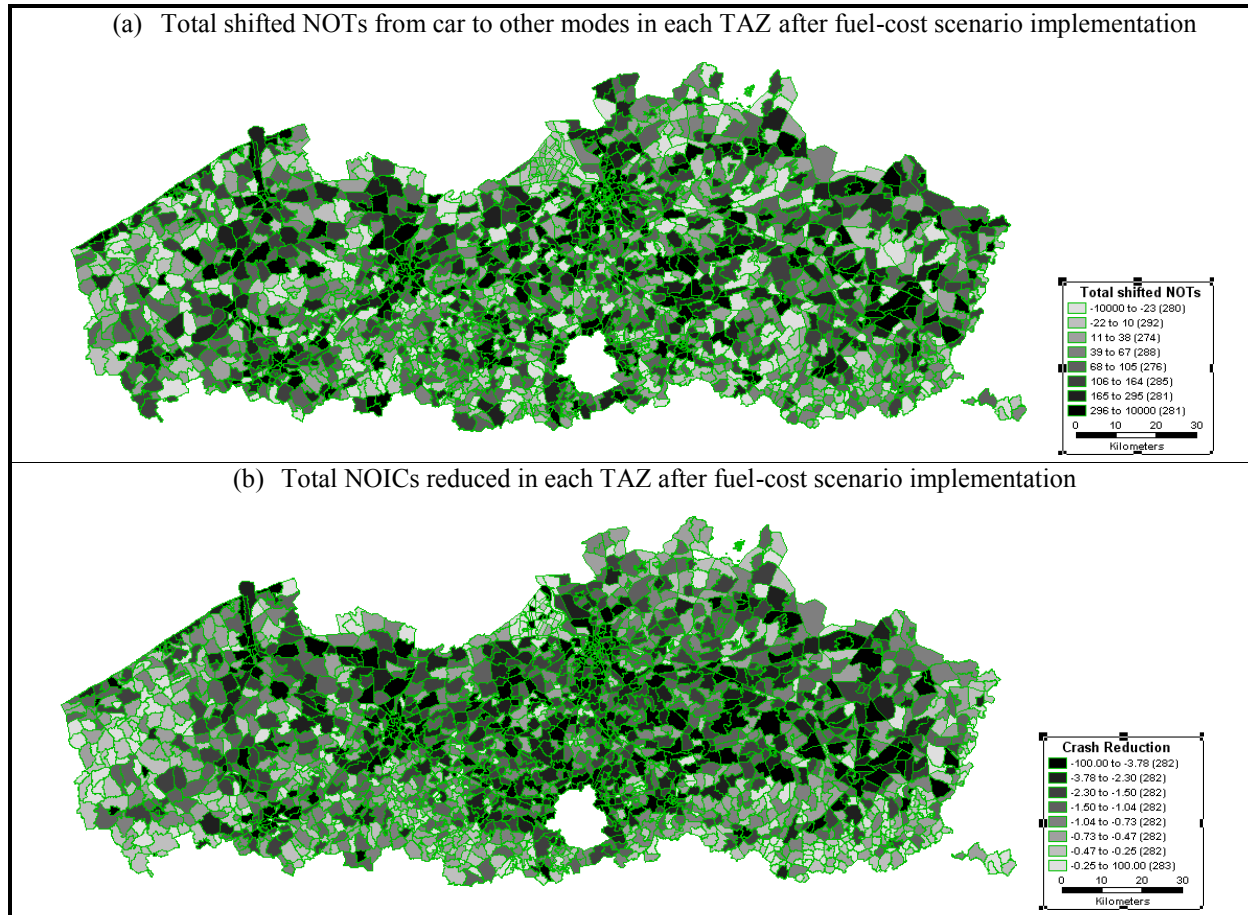 (a) Total shifted NOTs from car to other modes in each TAZ after fuel-cost scenario implementation
Total shifted NOTs
-10000 to -23 (280)
-22 to 10 (292)
11 to 38 (274)
39 to 67 (288)
68 to 105 (276)
106 to 164 (285)
165 to 295 (281)
296 to 10000 (281)
0 10 20 30
Kilometers
(b) Total NOICs reduced in each TAZ after fuel-cost scenario implementation
Crash Reduction
-100.00 to -3.78 (282)
-3.78 to -2.30 (282)
-2.30 to -1.50 (282)
-1.50 to -1.04 (282)
-1.04 to -0.73 (282)
-0.73 to -0.47 (282)
-0.47 to -0.25 (282)
-0.25 to 100.00 (283)
0 10 20 30
Kilometers